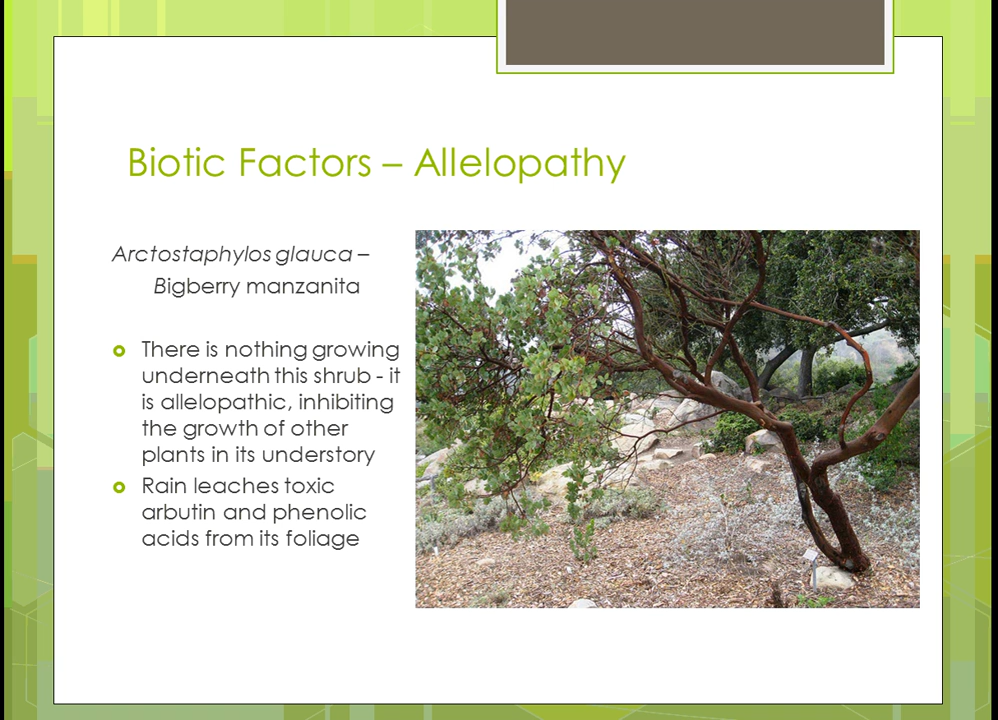 Biotic Factors – Allelopathy
Arctostaphylos glauca –
Bigberry manzanita
There is nothing growing
underneath this shrub - it
is allelopathic, inhibiting
the growth of other
plants in its understory
Rain leaches toxic
arbutin and phenolic
acids from its foliage